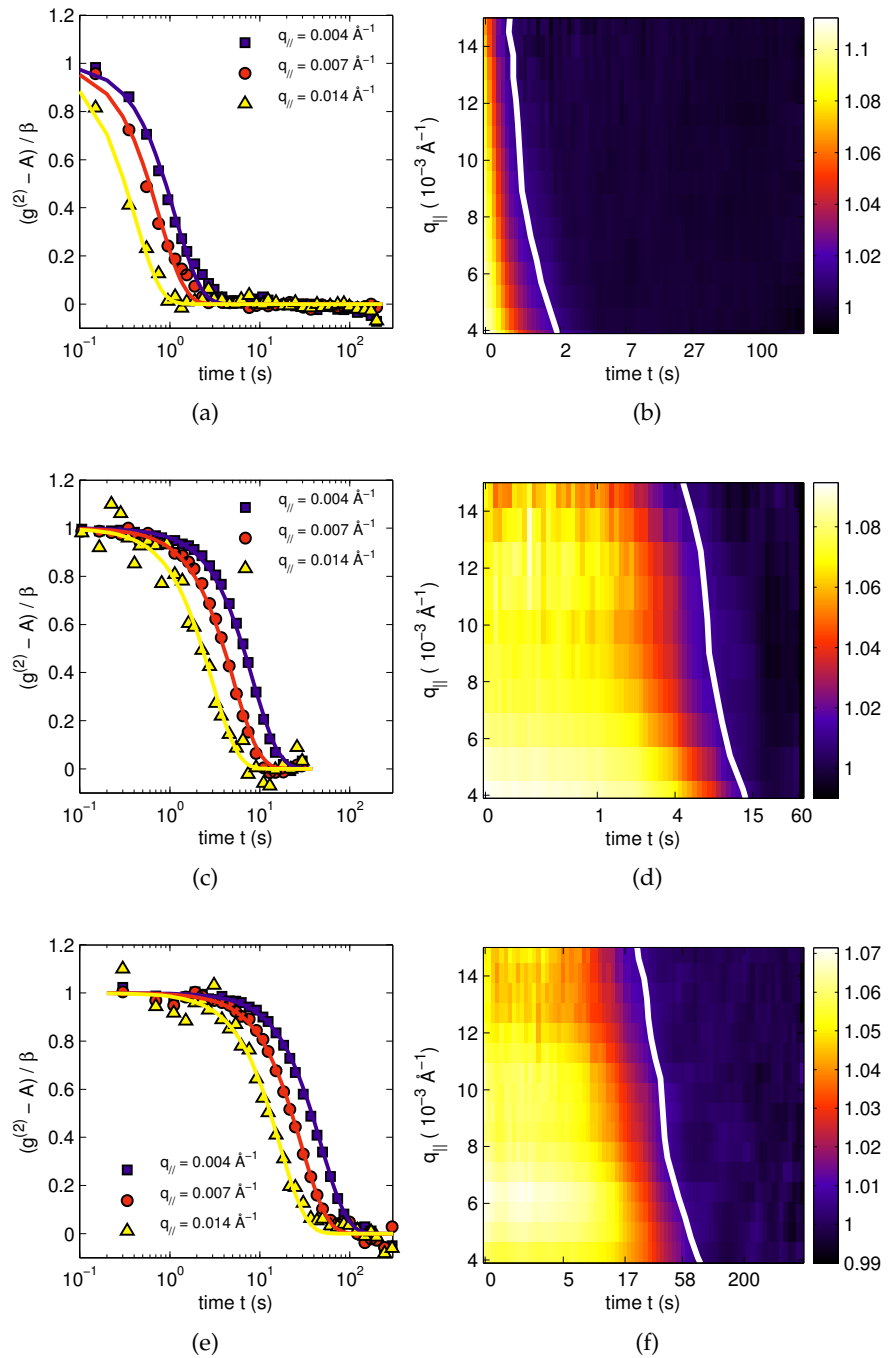 1.2
1
0.8
0.6
0.4
0.2
0
(g⁽²⁾ − A) / β
q// = 0.004 Å⁻¹
q// = 0.007 Å⁻¹
q// = 0.014 Å⁻¹
10⁻¹ 10⁰ 10¹ 10²
time t (s)
(a)
14
12
10
8
6
4
q|| ( 10⁻³ Å⁻¹)
0 2 7 27 100
time t (s)
1.1
1.08
1.06
1.04
1.02
1
(b)
1.2
1
0.8
0.6
0.4
0.2
0
(g⁽²⁾ − A) / β
q// = 0.004 Å⁻¹
q// = 0.007 Å⁻¹
q// = 0.014 Å⁻¹
10⁻¹ 10⁰ 10¹ 10²
time t (s)
(c)
14
12
10
8
6
4
q|| ( 10⁻³ Å⁻¹)
0 1 4 15 60
time t (s)
1.08
1.06
1.04
1.02
1
(d)
1.2
1
0.8
0.6
0.4
0.2
0
(g⁽²⁾ − A) / β
q// = 0.004 Å⁻¹
q// = 0.007 Å⁻¹
q// = 0.014 Å⁻¹
10⁻¹ 10⁰ 10¹ 10²
time t (s)
(e)
14
12
10
8
6
4
q|| ( 10⁻³ Å⁻¹)
0 5 17 58 200
time t (s)
1.07
1.06
1.05
1.04
1.03
1.02
1.01
1
0.99
(f)